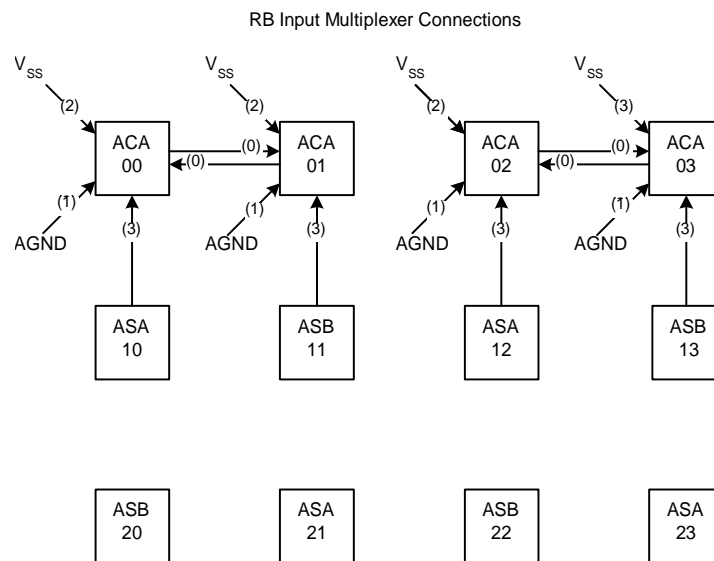 RB Input Multiplexer Connections
VSS VSS VSS VSS
(2) (2) (2) (3)
ACA 00
ACA 01
ACA 02
ACA 03
(0) (0) (0) (0)
(1) (1) (1) (1)
AGND AGND AGND AGND
(3) (3) (3) (3)
ASA 10
ASB 11
ASA 12
ASB 13
ASB 20
ASA 21
ASB 22
ASA 23